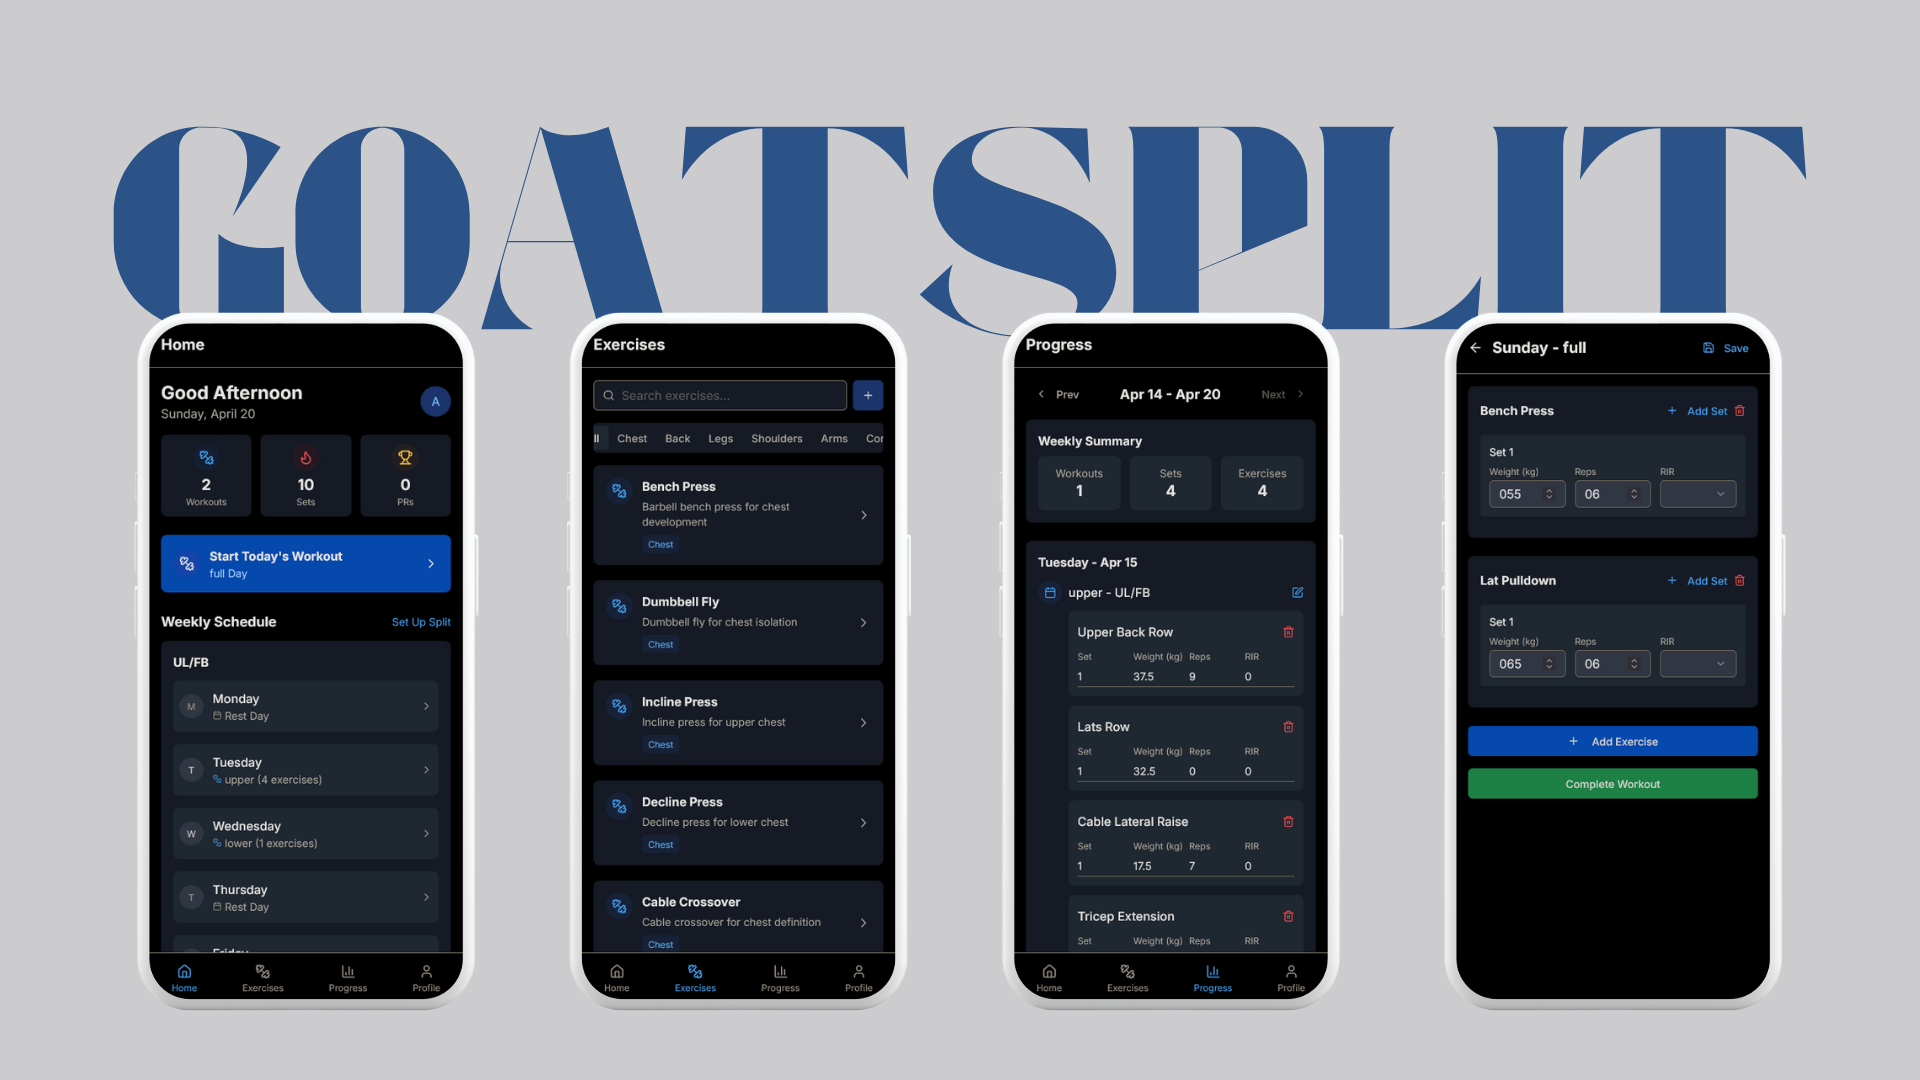 GOATSPLIT
Home
Good Afternoon
Sunday, April 20
A
2
Workouts
10
Sets
0
PRs
Start Today's Workout
full Day
Weekly Schedule
Set Up Split
UL/FB
M
Monday
Rest Day
T
Tuesday
upper (4 exercises)
W
Wednesday
lower (1 exercises)
T
Thursday
Rest Day
Friday
Home
Exercises
Progress
Profile
Exercises
Search exercises...
+
ll
Chest
Back
Legs
Shoulders
Arms
Cor
Bench Press
Barbell bench press for chest
development
Chest
Dumbbell Fly
Dumbbell fly for chest isolation
Chest
Incline Press
Incline press for upper chest
Chest
Decline Press
Decline press for lower chest
Chest
Cable Crossover
Cable crossover for chest definition
Chest
Home
Exercises
Progress
Profile
Progress
Prev
Apr 14 - Apr 20
Next
Weekly Summary
Workouts
1
Sets
4
Exercises
4
Tuesday - Apr 15
upper - UL/FB
Upper Back Row
Set Weight (kg) Reps RIR
1 37.5 9 0
Lats Row
Set Weight (kg) Reps RIR
1 32.5 0 0
Cable Lateral Raise
Set Weight (kg) Reps RIR
1 17.5 7 0
Tricep Extension
Set Weight (kg) Reps RIR
Home
Exercises
Progress
Profile
Sunday - full
Save
Bench Press
+ Add Set
Set 1
Weight (kg) Reps RIR
055 06
Lat Pulldown
+ Add Set
Set 1
Weight (kg) Reps RIR
065 06
+ Add Exercise
Complete Workout